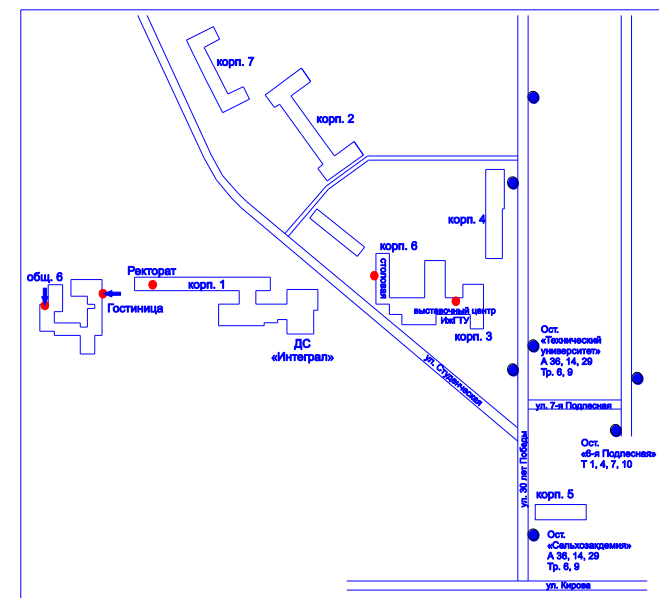 корп. 7
корп. 2
корп. 4
корп. 6
столовая
общ. 6
Ректорат
корп. 1
Гостиница
выставочный центр
ИжГТУ
корп. 3
ДС
«Интеграл»
ул. Студенческая
Ост.
«Технический
университет»
А 36, 14, 29
Тр. 6, 9
ул. 7-я Подлесная
Ост.
«6-я Подлесная»
Т 1, 4, 7, 10
ул. 30 лет Победы
корп. 5
Ост.
«Сельхозакдемия»
А 36, 14, 29
Тр. 6, 9
ул. Кирова